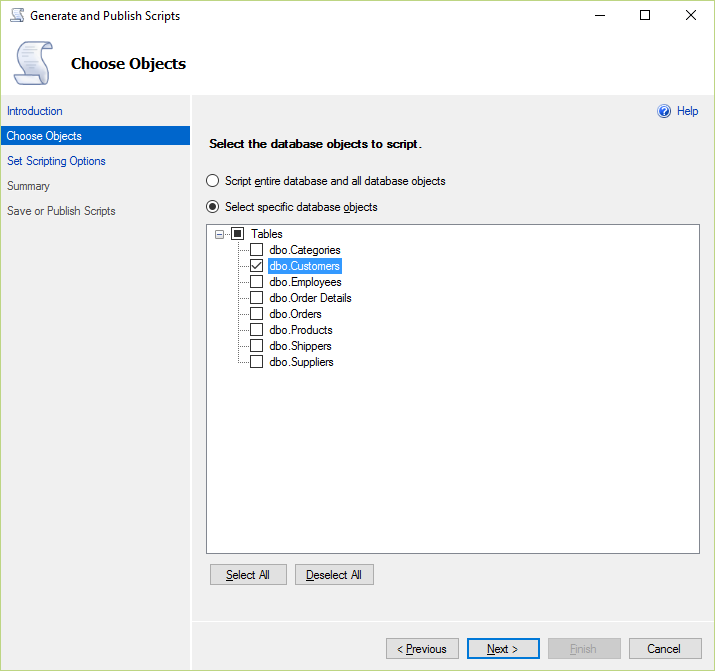 Generate and Publish Scripts
Choose Objects
Introduction
Choose Objects
Set Scripting Options
Summary
Save or Publish Scripts
Help
Select the database objects to script.
Script entire database and all database objects
Select specific database objects
Tables
dbo.Categories
dbo.Customers
dbo.Employees
dbo.Order Details
dbo.Orders
dbo.Products
dbo.Shippers
dbo.Suppliers
Select All
Deselect All
< Previous
Next >
Finish
Cancel